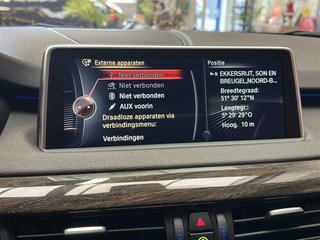 Externe apparaten
Niet verbonden
Niet verbonden
Niet verbonden
AUX voorin
Draadloze apparaten via
verbindingsmenu:
Verbindingen
Positie
EKKERSRIJT, SON EN
BREUGEL,NOORD-B...
Breedtegraad:
51° 30' 12"N
Lengtegr.:
5° 29' 29"O
Hoog. 10 m